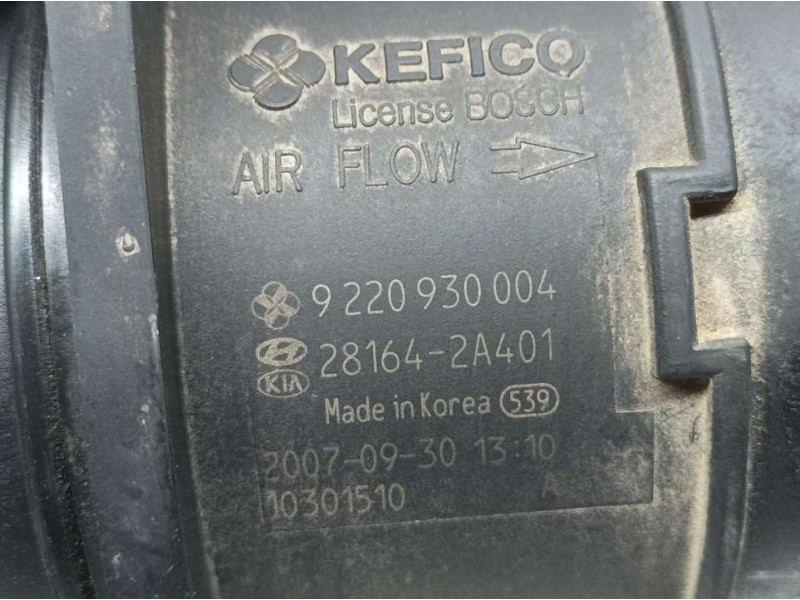 KEFICO
License BOSCH
AIR FLOW
9 220 930 004
28164-2A401
KIA
Made in Korea 539
2007-09-30 13:10
10301510 A